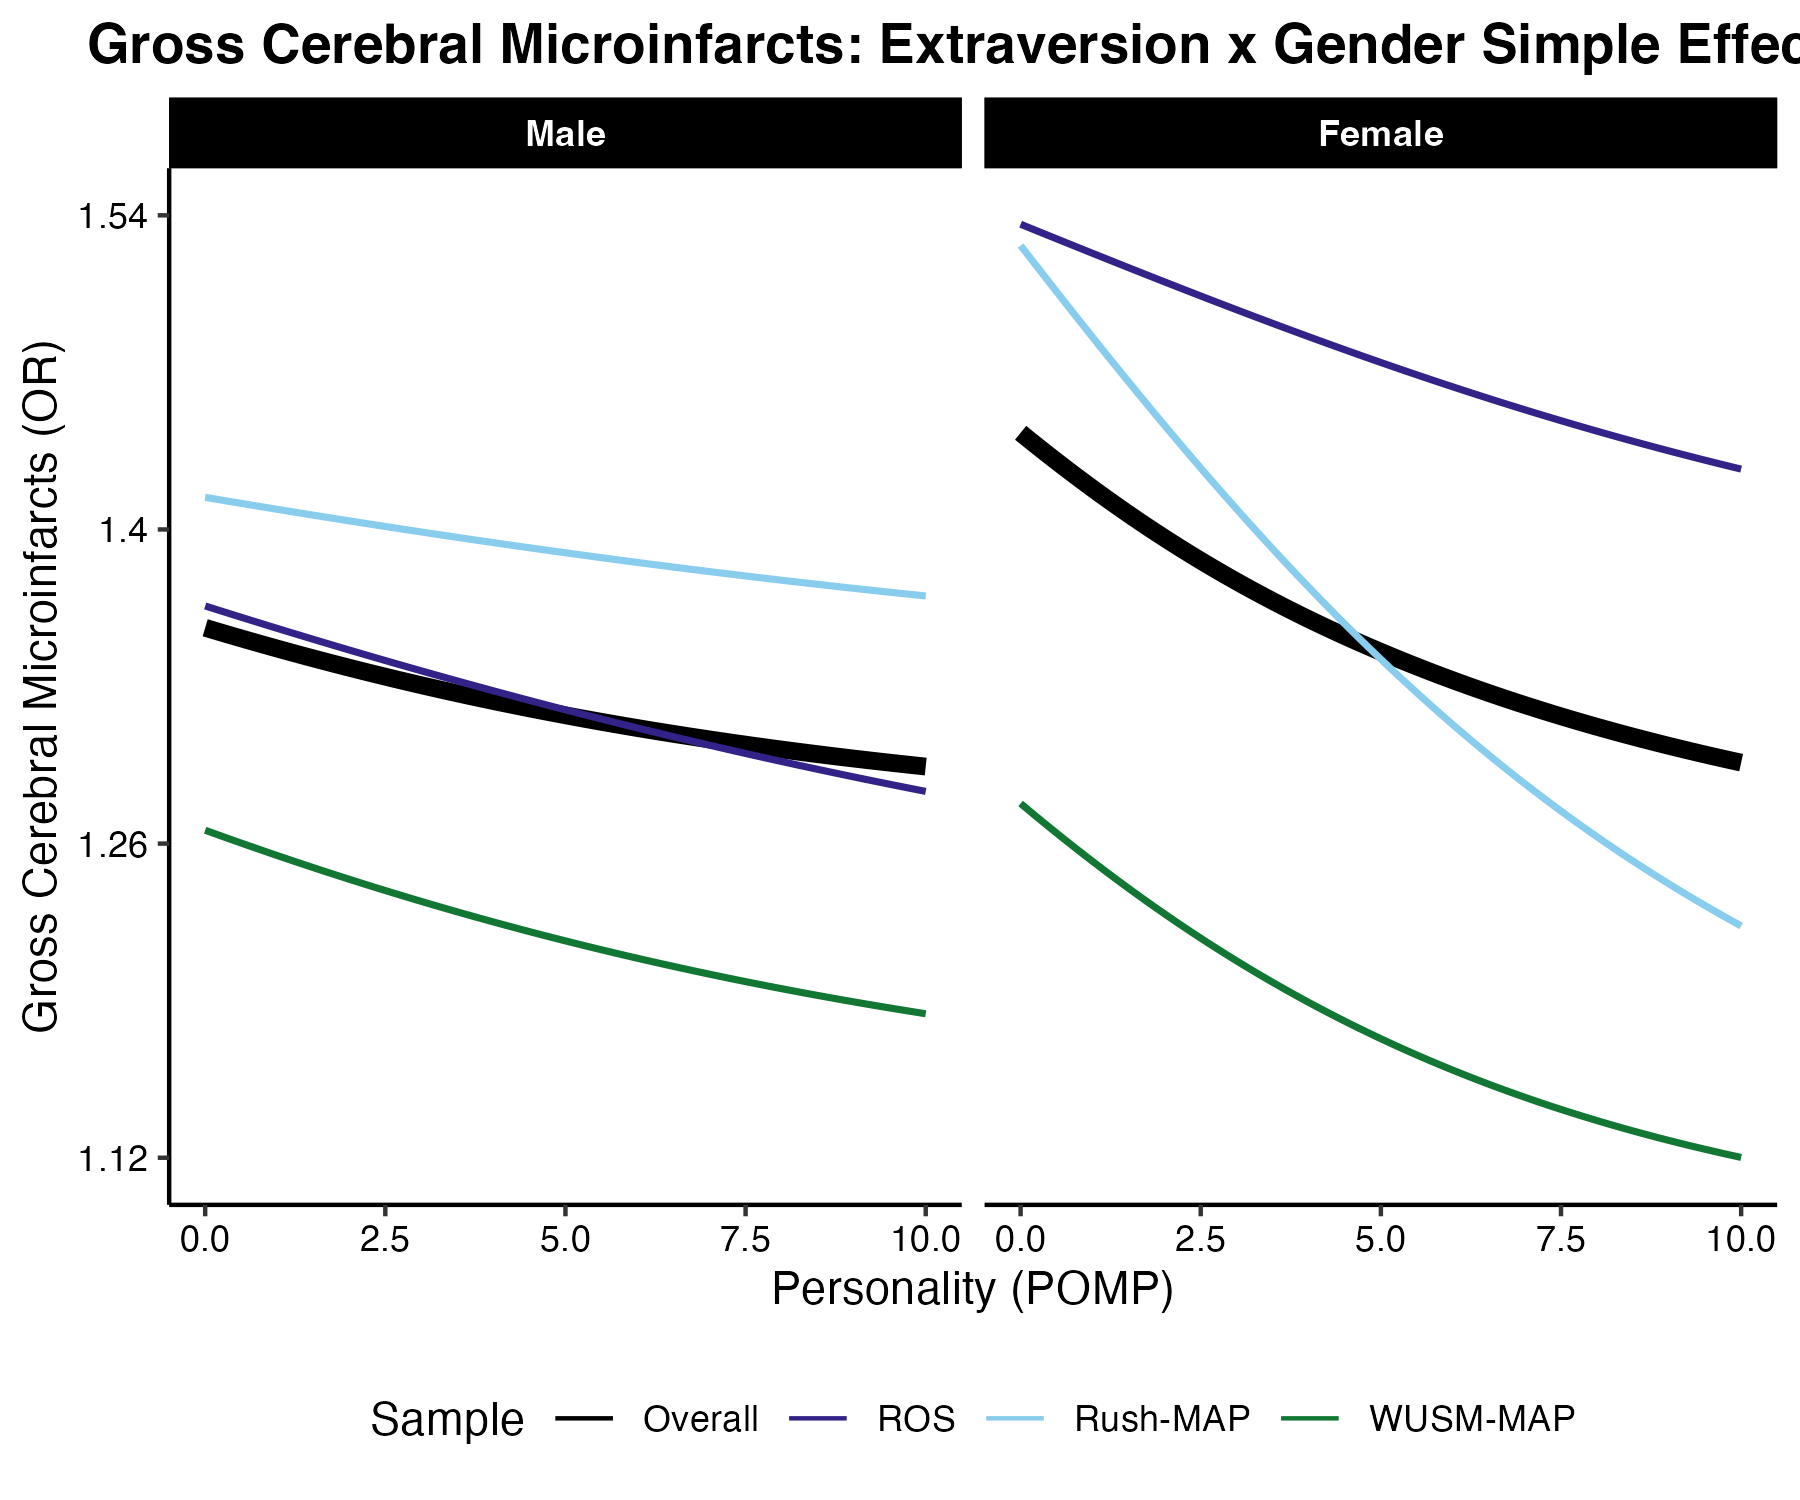 Gross Cerebral Microinfarcts: Extraversion x Gender Simple Effec
Male
Female
Gross Cerebral Microinfarcts (OR)
1.54
1.4
1.26
1.12
0.0 2.5 5.0 7.5 10.0
0.0 2.5 5.0 7.5 10.0
Personality (POMP)
Sample Overall ROS Rush-MAP WUSM-MAP